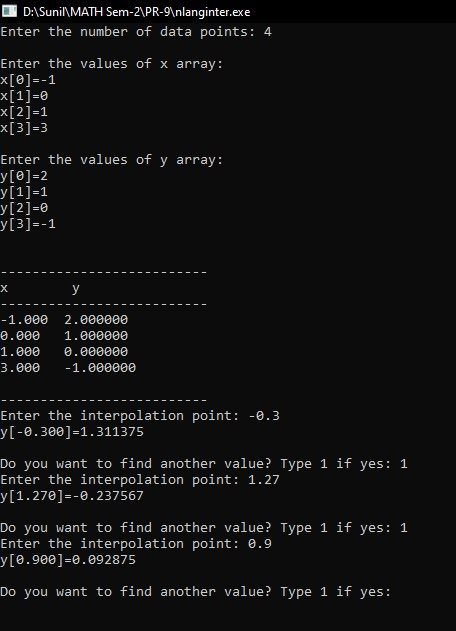 D:\Sunil\MATH Sem-2\PR-9\nlanginter.exe
Enter the number of data points: 4
Enter the values of x array:
x[0]=-1
x[1]=0
x[2]=1
x[3]=3
Enter the values of y array:
y[0]=2
y[1]=1
y[2]=0
y[3]=-1
--------------------------
x        y
--------------------------
-1.000  2.000000
0.000   1.000000
1.000   0.000000
3.000   -1.000000
--------------------------
Enter the interpolation point: -0.3
y[-0.300]=1.311375
Do you want to find another value? Type 1 if yes: 1
Enter the interpolation point: 1.27
y[1.270]=-0.237567
Do you want to find another value? Type 1 if yes: 1
Enter the interpolation point: 0.9
y[0.900]=0.092875
Do you want to find another value? Type 1 if yes: